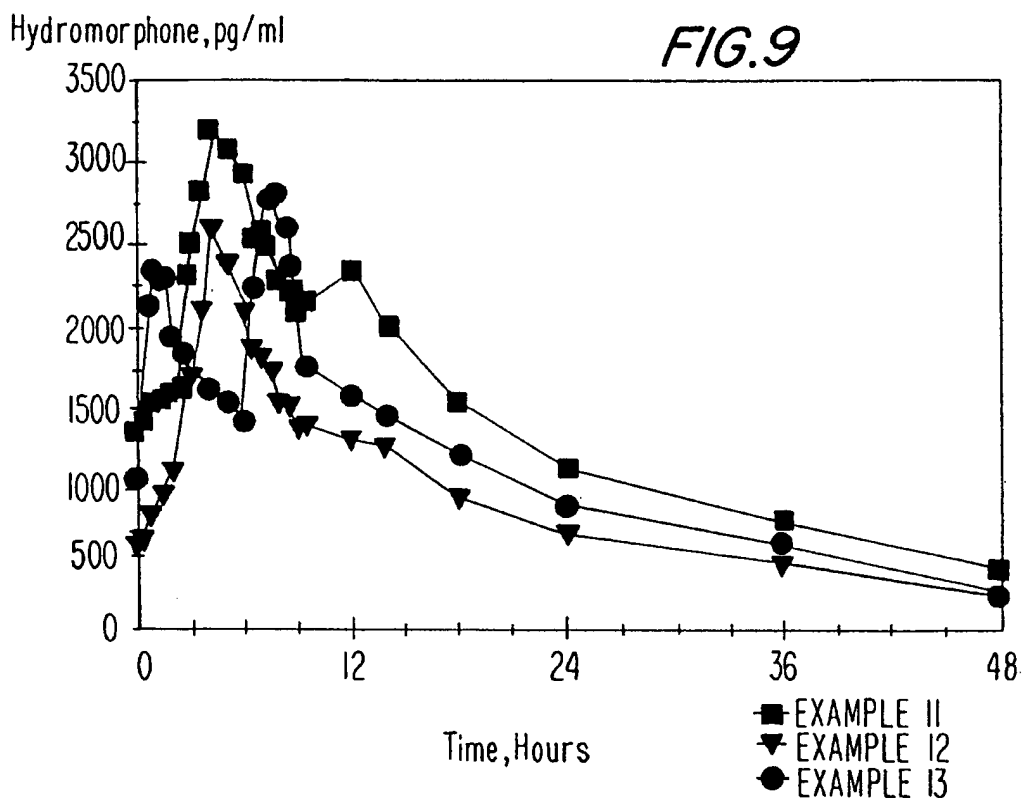 Hydromorphone,pg/ml
FIG.9
3500
3000
2500
2000
1500
1000
500
0
0 12 24 36 48
Time,Hours
EXAMPLE 11
EXAMPLE 12
EXAMPLE 13